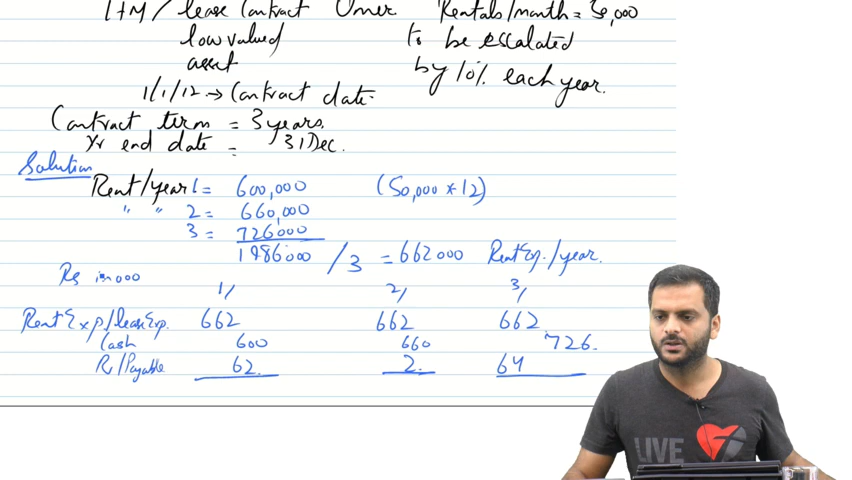 /lease Contract Rentals/month = 50,000
low valued to be escalated
asset by 10% each year.
1/1/12 → Contract date.
Contract term = 3 years.
Yr end date = 31 Dec.
Solution
Rent/year 1 = 600,000 (50,000 * 12)
" " 2 = 660,000
3 = 726000
1986000 / 3 = 662000 Rent Exp./year.
Rs in 000
1/ 2/ 3/
Rent Exp/lease Exp. 662 662 662
Cash 600 660 726.
R/Payable 62. 2. 64
LIVE